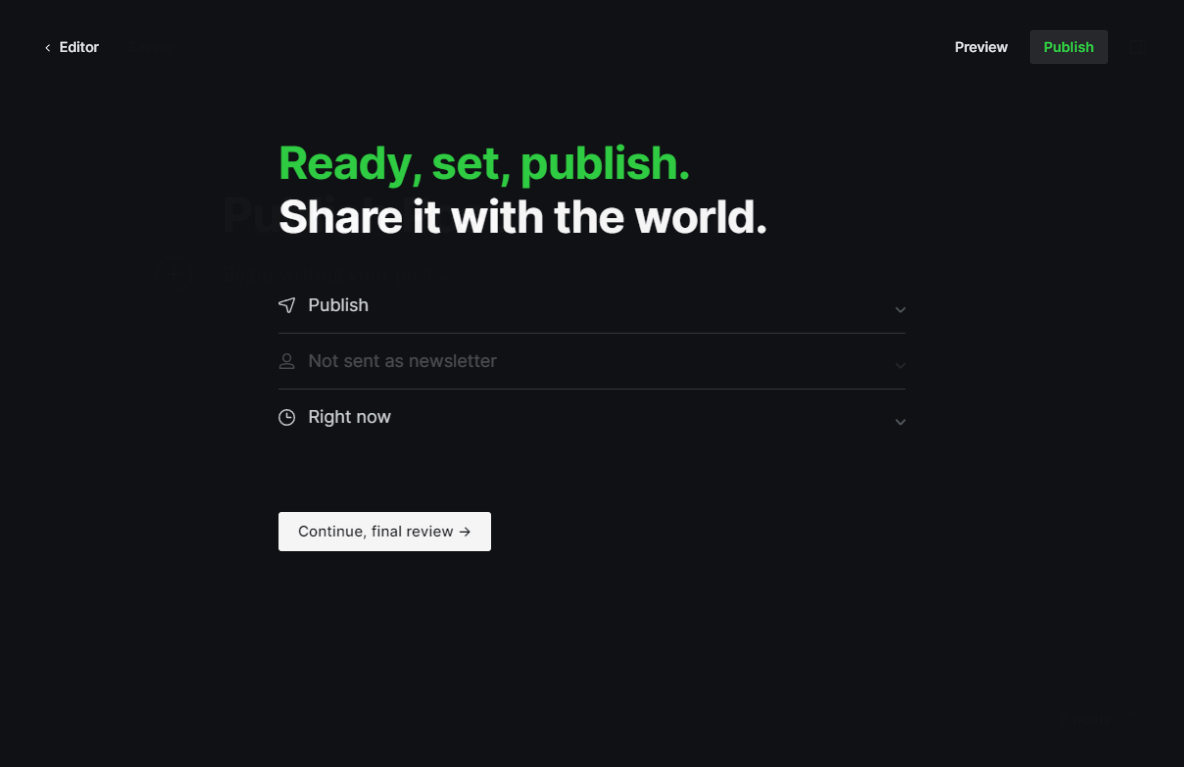 Editor
Preview
Publish
Ready, set, publish.
Share it with the world.
Publish
Not sent as newsletter
Right now
Continue, final review →